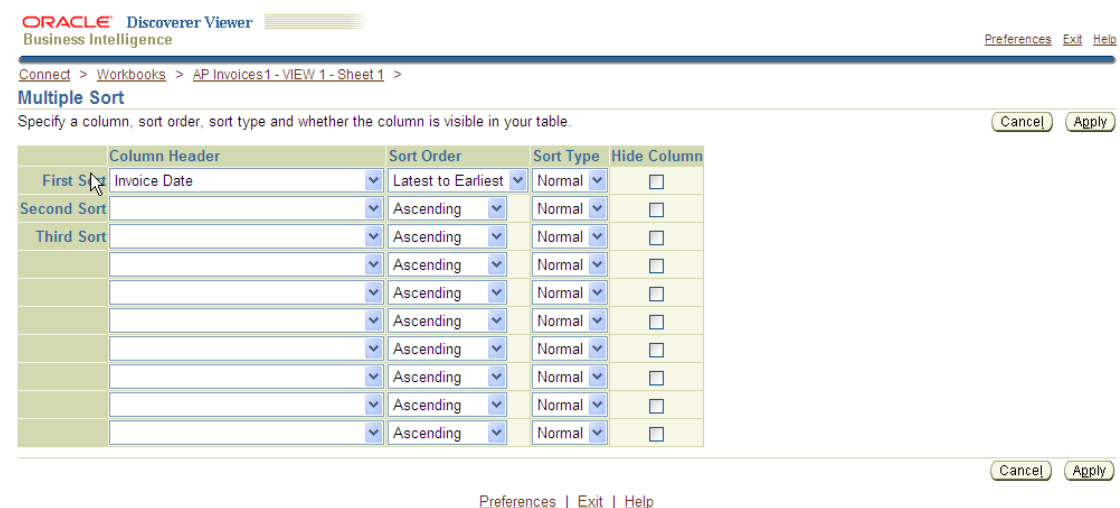 ORACLE Discoverer Viewer
Business Intelligence
Preferences Exit Help
Connect > Workbooks > AP Invoices1 - VIEW 1 - Sheet 1 >
Multiple Sort
Specify a column, sort order, sort type and whether the column is visible in your table.
Cancel Apply
Column Header Sort Order Sort Type Hide Column
First Sort Invoice Date Latest to Earliest Normal
Second Sort Ascending Normal
Third Sort Ascending Normal
Ascending Normal
Ascending Normal
Ascending Normal
Ascending Normal
Ascending Normal
Ascending Normal
Ascending Normal
Cancel Apply
Preferences | Exit | Help